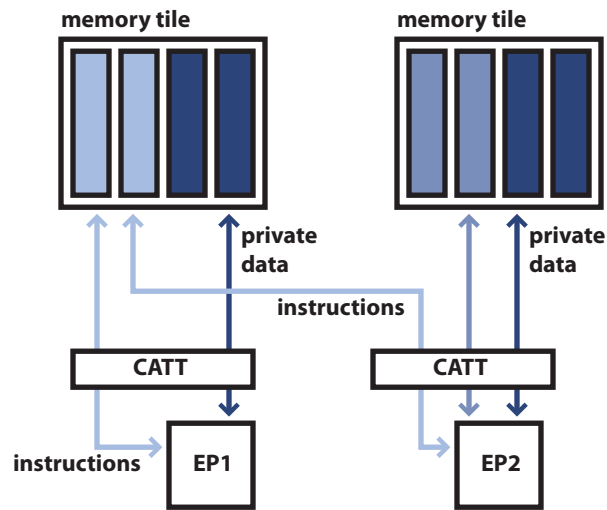 memory tile
memory tile
private
data
private
data
instructions
CATT
CATT
instructions
EP1
EP2